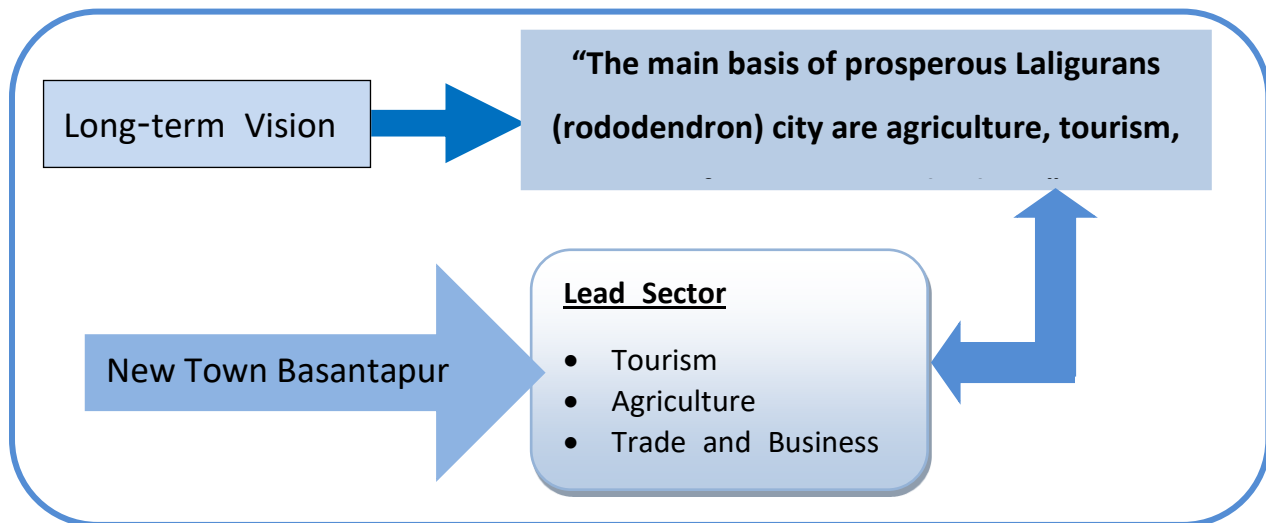 “The main basis of prosperous Laligurans
Long-term Vision
(rododendron) city are agriculture, tourism,
Lead Sector
New Town Basantapur
• Tourism
• Agriculture
• Trade and Business